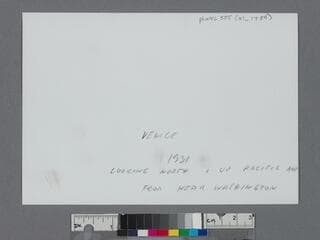 VENICE
1931
LOOKING NORTH UP PACIFIC AVE
FROM NEAR WASHINGTON